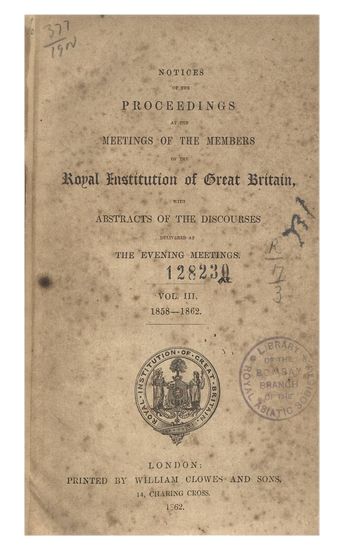 377
NOTICES
OF THE
PROCEEDINGS
AT THE
MEETINGS OF THE MEMBERS
OF THE
Royal Institution of Great Britain,
WITH
ABSTRACTS OF THE DISCOURSES
DELIVERED AT
THE EVENING MEETINGS.
128230
VOL. III.
1858—1862.
ROYAL·INSTITUTION·OF·GREAT·BRITAIN·
LIBRARY
OF THE
BOMBAY
BRANCH
OF THE
ROYAL ASIATIC SOCIETY
LONDON:
PRINTED BY WILLIAM CLOWES AND SONS,
14, CHARING CROSS.
1862.